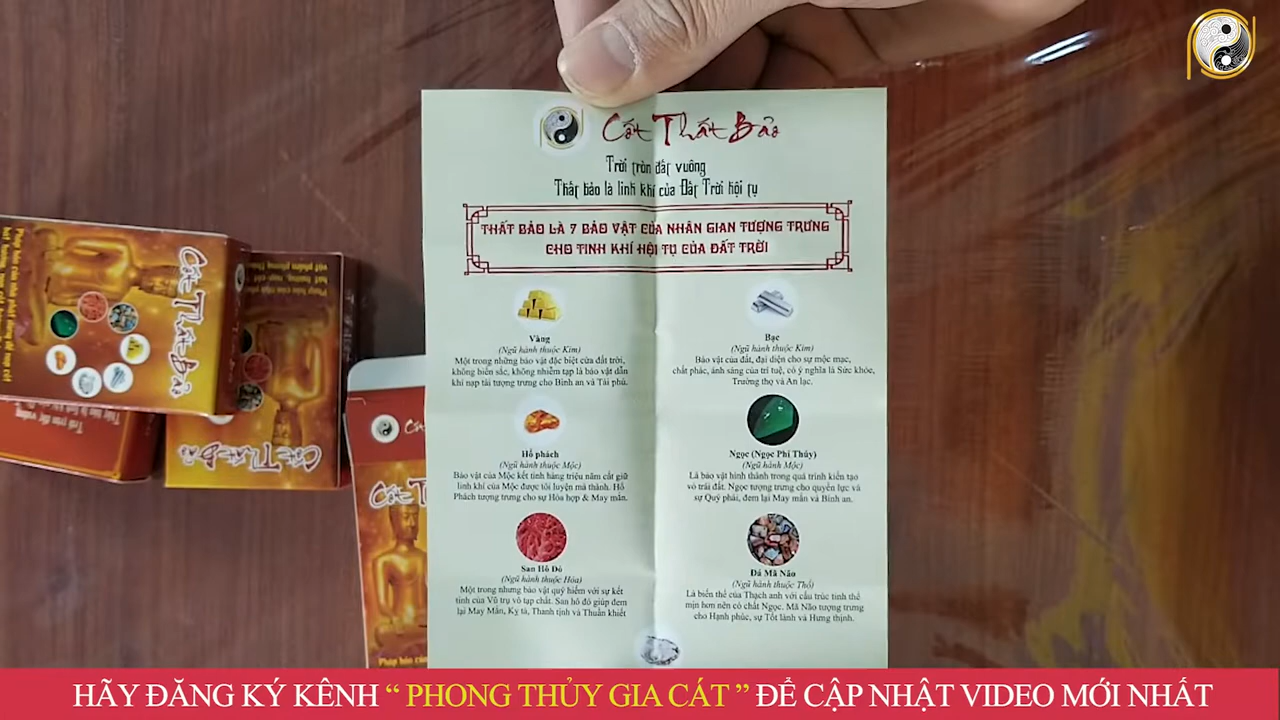 Cốt Thất Bảo
Trời tròn đất vuông
Thất bảo là linh khí của Đất Trời hội tụ
THẤT BẢO LÀ 7 BẢO VẬT CỦA NHÂN GIAN TƯỢNG TRƯNG
CHO TINH KHÍ HỘI TỤ CỦA ĐẤT TRỜI
Vàng
(Ngũ hành thuộc Kim)
Một trong những bảo vật đặc biệt cửa đất trời,
không biến sắc, không nhiễm tạp là bảo vật dẫn
khí nạp tài tượng trưng cho Bình an và Tài phú.
Bạc
(Ngũ hành thuộc Kim)
Bảo vật của đất, đại diện cho sự mộc mạc,
chất phác, ánh sáng của trí tuệ, có ý nghĩa là Sức khỏe,
Trường thọ và An lạc.
Hổ phách
(Ngũ hành thuộc Mộc)
Bảo vật của Mộc kết tinh hàng triệu năm cất giữ
linh khí của Mộc được tôi luyện mà thành. Hổ
Phách tượng trưng cho sự Hòa hợp & May mắn.
Ngọc (Ngọc Phỉ Thúy)
(Ngũ hành Mộc)
Là bảo vật hình thành trong quá trình kiến tạo
vỏ trái đất. Ngọc tượng trưng cho quyền lực và
sự Quý phái, đem lại May mắn và Bình an.
San Hô Đỏ
(Ngũ hành thuộc Hỏa)
Một trong nhưng bảo vật quý hiếm với sự kết
tinh của Vũ trụ vô tạp chất. San hô đỏ giúp đem
lại May Mắn, Kỵ tà, Thanh tịnh và Thuần khiết
Đá Mã Não
(Ngũ hành thuộc Thổ)
Là biến thể của Thạch anh với cấu trúc tinh thể
mịn hơn nên có chất Ngọc. Mã Não tượng trưng
cho Hạnh phúc, sự Tốt lành và Hưng thịnh.
Cốt Thất Bảo
Cốt Thất Bảo
HÃY ĐĂNG KÝ KÊNH “ PHONG THỦY GIA CÁT ” ĐỂ CẬP NHẬT VIDEO MỚI NHẤT